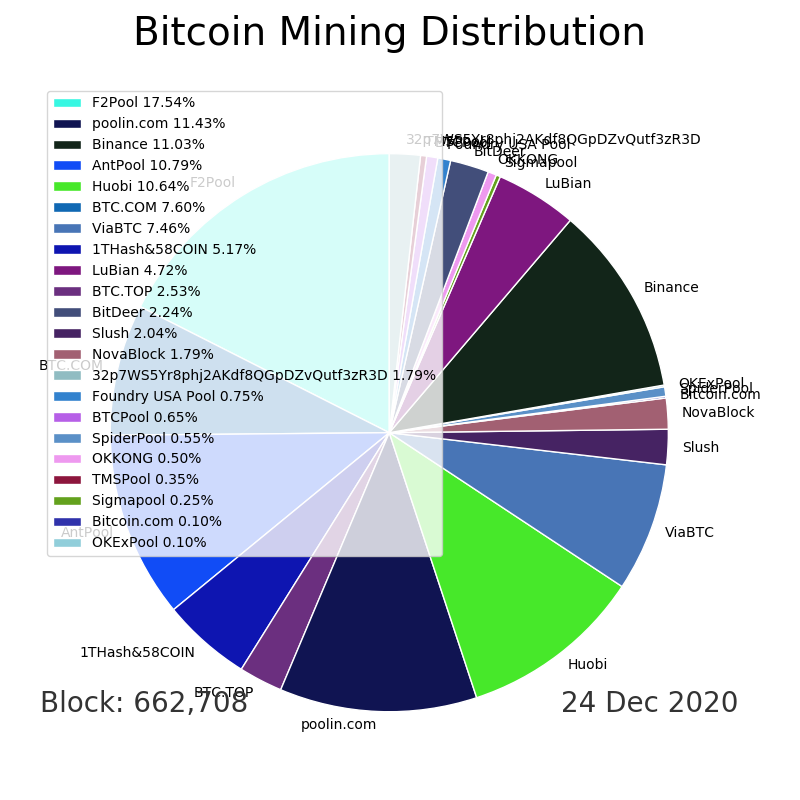 Bitcoin Mining Distribution
F2Pool 17.54%
poolin.com 11.43%
Binance 11.03%
AntPool 10.79%
Huobi 10.64%
BTC.COM 7.60%
ViaBTC 7.46%
1THash&58COIN 5.17%
LuBian 4.72%
BTC.TOP 2.53%
BitDeer 2.24%
Slush 2.04%
NovaBlock 1.79%
32p7WS5Yr8phj2AKdf8QGpDZvQutf3zR3D 1.79%
Foundry USA Pool 0.75%
BTCPool 0.65%
SpiderPool 0.55%
OKKONG 0.50%
TMSPool 0.35%
Sigmapool 0.25%
Bitcoin.com 0.10%
OKExPool 0.10%
32p7WS5Yr8phj2AKdf8QGpDZvQutf3zR3D
Foundry USA Pool
BitDeer
OKKONG
Sigmapool
LuBian
Binance
OKExPool
SpiderPool
Bitcoin.com
NovaBlock
Slush
ViaBTC
Huobi
poolin.com
BTC.TOP
1THash&58COIN
AntPool
BTC.COM
F2Pool
Block: 662,708
24 Dec 2020